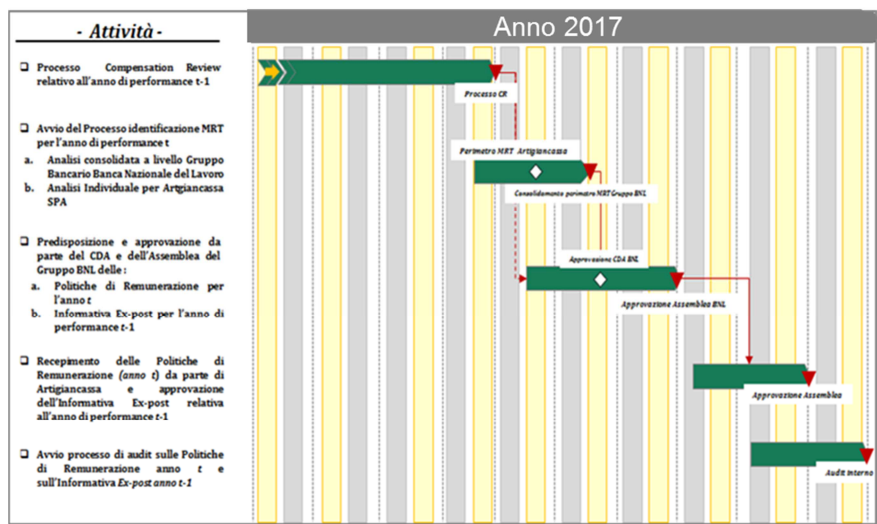 - Attività -
Anno 2017
Processo Compensation Review
relativo all'anno di performance t-1
Processo CR
Avvio del Processo identificazione MRT
per l'anno di performance t
a. Analisi consolidata a livello Gruppo
Bancario Banca Nazionale del Lavoro
b. Analisi Individuale per Artgiancassa
SPA
Perimetro MRT Artigiancassa
Consolidamento perimetro MRT Gruppo BNL
Predisposizione e approvazione da
parte del CDA e dell'Assemblea del
Gruppo BNL delle :
a. Politiche di Remunerazione per
l'anno t
b. Informativa Ex-post per l'anno di
performance t-1
Approvazione CDA BNL
Approvazione Assemblea BNL
Recepimento delle Politiche di
Remunerazione (anno t) da parte di
Artigiancassa e approvazione
dell'Informativa Ex-post relativa
all'anno di performance t-1
Approvazione Assemblea
Avvio processo di audit sulle Politiche
di Remunerazione anno t e
sull'Informativa Ex-post anno t-1
Audit Interno